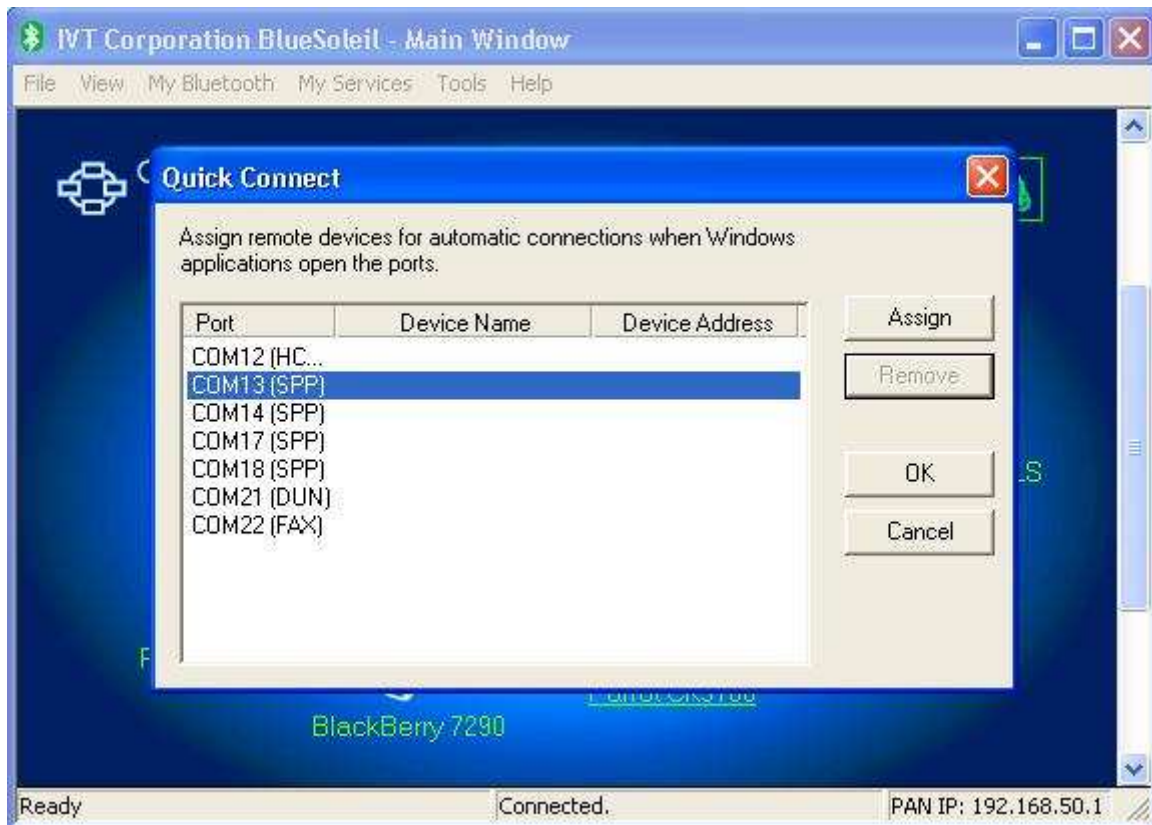 IVT Corporation BlueSoleil - Main Window
File View My Bluetooth My Services Tools Help
Quick Connect
Assign remote devices for automatic connections when Windows
applications open the ports.
Port Device Name Device Address
Assign
COM12 (HC...
COM13 (SPP)
Remove
COM14 (SPP)
COM17 (SPP)
COM18 (SPP)
OK
COM21 (DUN)
COM22 (FAX)
Cancel
BlackBerry 7290
Ready Connected. PAN IP: 192.168.50.1